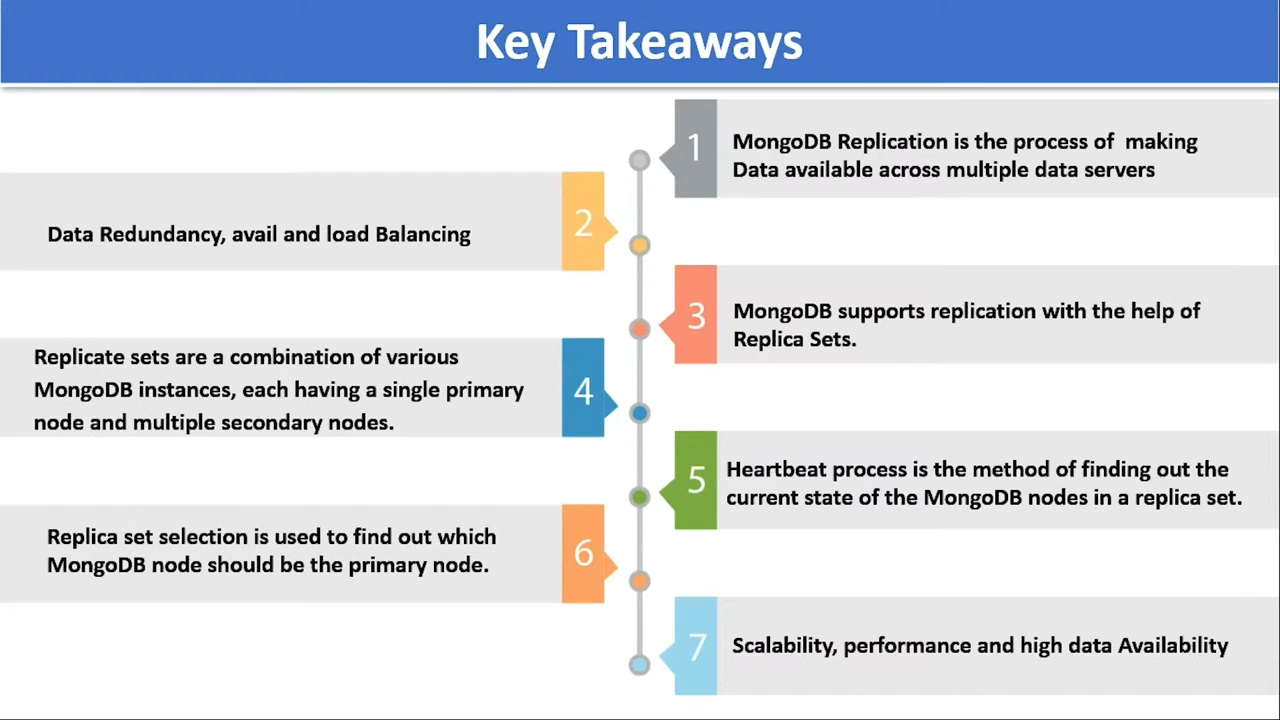 Key Takeaways
1
MongoDB Replication is the process of making
Data available across multiple data servers
2
Data Redundancy, avail and load Balancing
3
MongoDB supports replication with the help of
Replica Sets.
4
Replicate sets are a combination of various
MongoDB instances, each having a single primary
node and multiple secondary nodes.
5
Heartbeat process is the method of finding out the
current state of the MongoDB nodes in a replica set.
6
Replica set selection is used to find out which
MongoDB node should be the primary node.
7
Scalability, performance and high data Availability